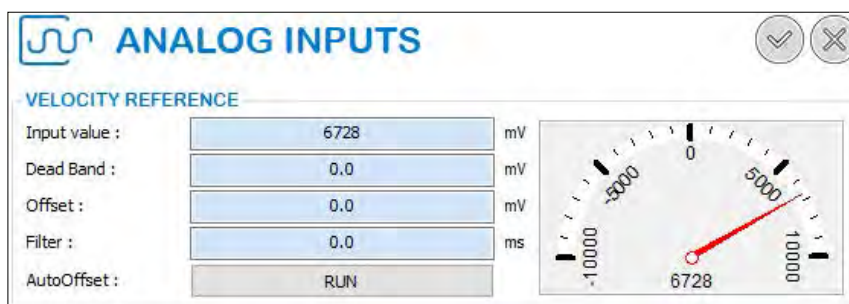 ANALOG INPUTS
VELOCITY REFERENCE
Input value : 6728 mV
Dead Band : 0.0 mV
Offset : 0.0 mV
Filter : 0.0 ms
AutoOffset : RUN
-10000
-5000
0
5000
10000
6728